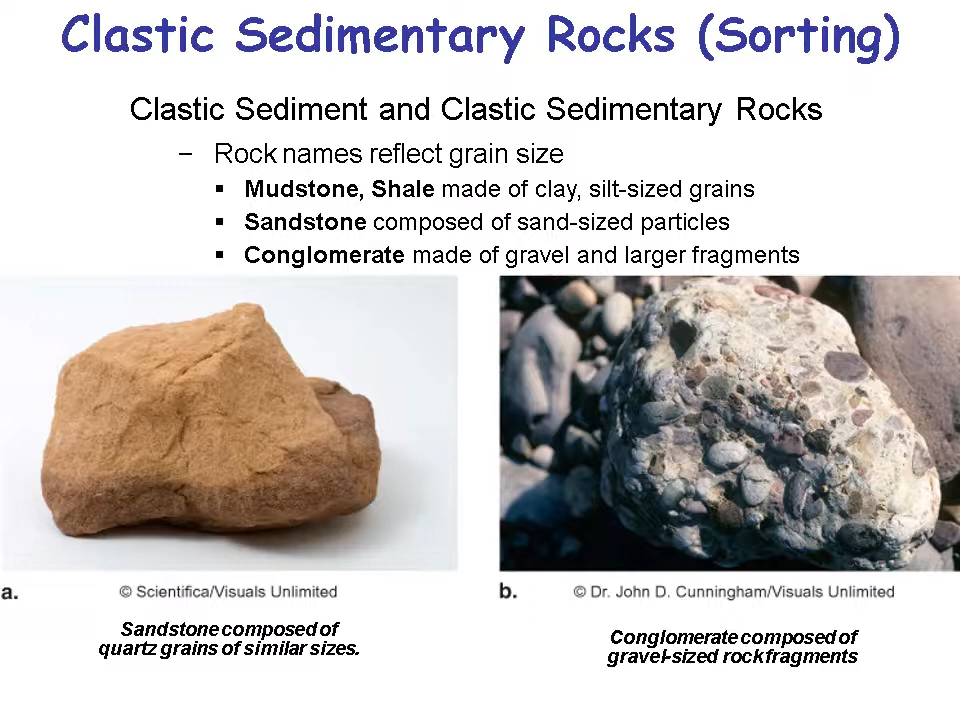 Clastic Sedimentary Rocks (Sorting)
Clastic Sediment and Clastic Sedimentary Rocks
– Rock names reflect grain size
▪ Mudstone, Shale made of clay, silt-sized grains
▪ Sandstone composed of sand-sized particles
▪ Conglomerate made of gravel and larger fragments
a. © Scientifica/Visuals Unlimited
b. © Dr. John D. Cunningham/Visuals Unlimited
Sandstone composed of
quartz grains of similar sizes.
Conglomerate composed of
gravel-sized rock fragments